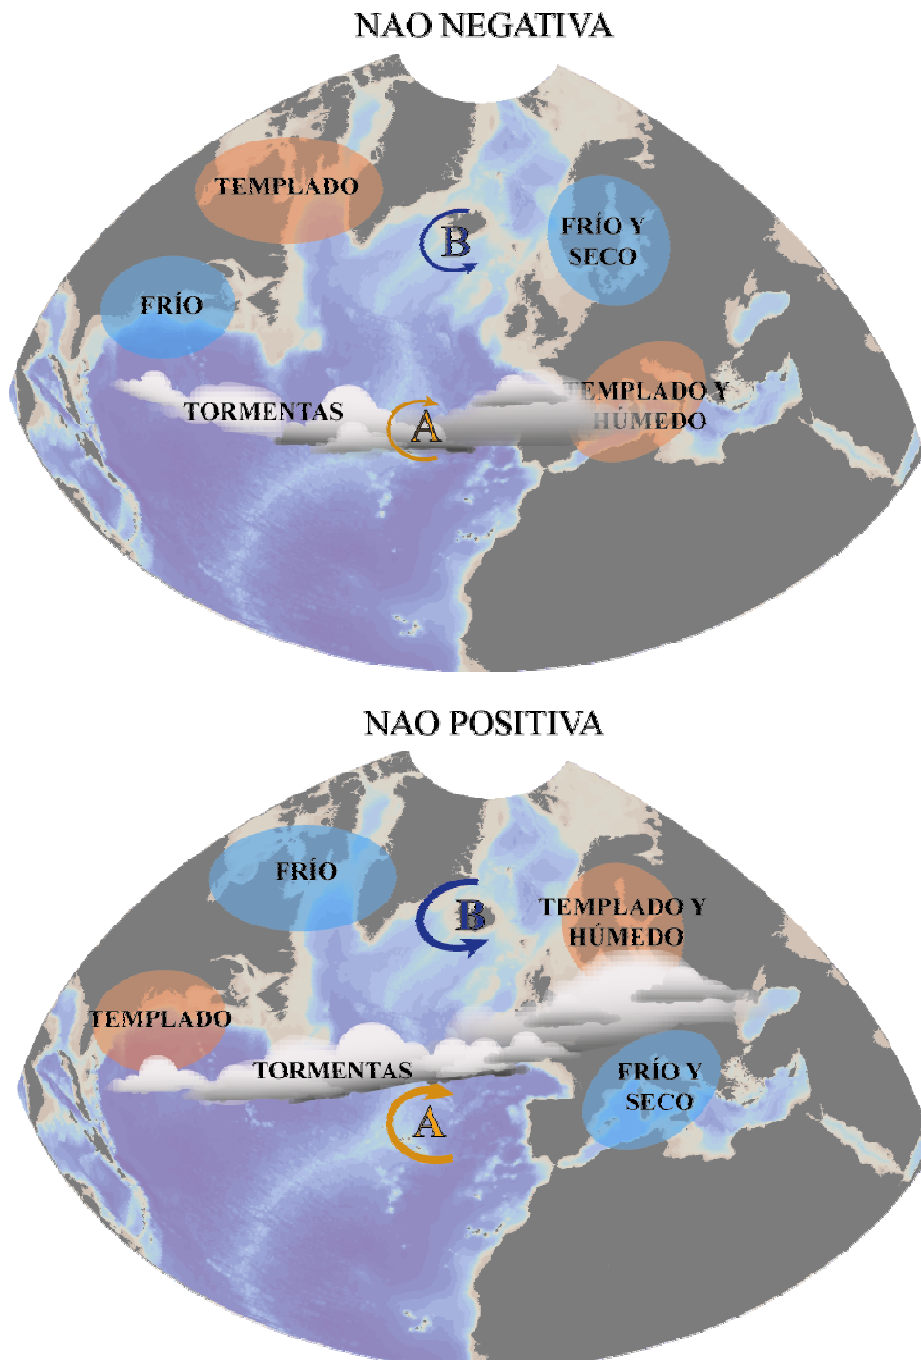 NAO NEGATIVA
TEMPLADO
FRÍO Y
SECO
B
FRÍO
TEMPLADO Y
HÚMEDO
TORMENTAS
A
NAO POSITIVA
FRÍO
B
TEMPLADO Y
HÚMEDO
TEMPLADO
TORMENTAS
FRÍO Y
SECO
A